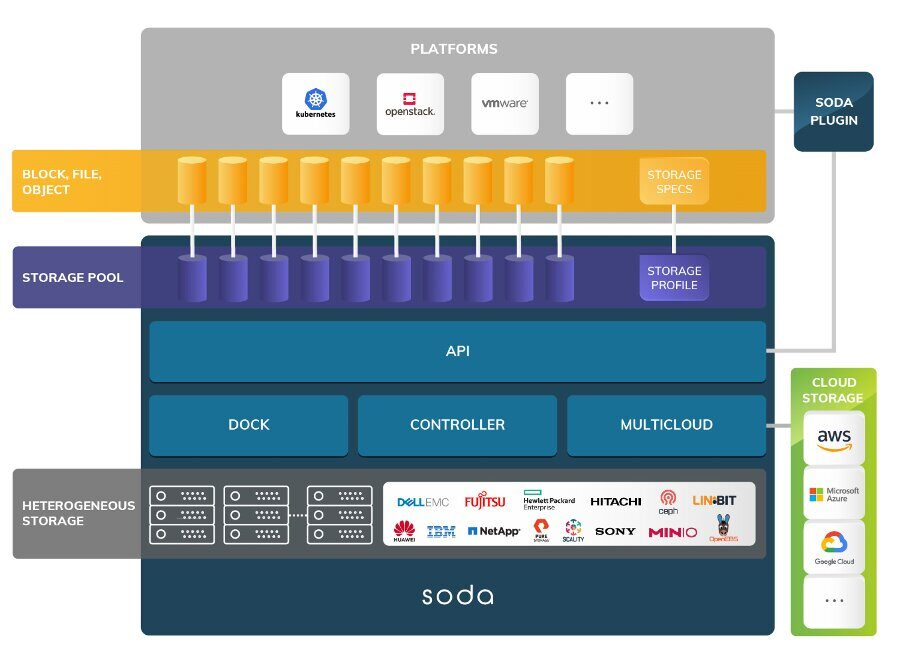 PLATFORMS
kubernetes
openstack.
vmware
...
SODA
PLUGIN
BLOCK, FILE,
OBJECT
STORAGE
SPECS
STORAGE POOL
STORAGE
PROFILE
API
DOCK
CONTROLLER
MULTICLOUD
CLOUD
STORAGE
aws
Microsoft
Azure
Google Cloud
...
HETEROGENEOUS
STORAGE
DELLEMC
FUJITSU
Hewlett Packard
Enterprise
HITACHI
ceph
LINBIT
HUAWEI
IBM
NetApp
PURE
STORAGE
SCALITY
SONY
MINIO
OpenEBS
soda